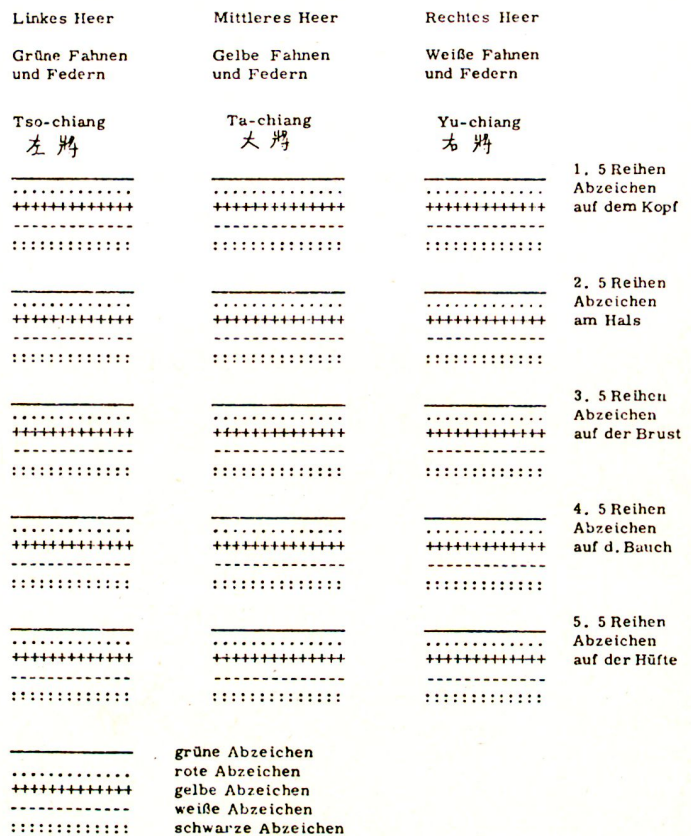 Linkes Heer
Mittleres Heer
Rechtes Heer
Grüne Fahnen
und Federn
Gelbe Fahnen
und Federn
Weiße Fahnen
und Federn
Tso-chiang
左將
Ta-chiang
大將
Yu-chiang
右將
1. 5 Reihen
Abzeichen
auf dem Kopf
2. 5 Reihen
Abzeichen
am Hals
3. 5 Reihen
Abzeichen
auf der Brust
4. 5 Reihen
Abzeichen
auf d. Bauch
5. 5 Reihen
Abzeichen
auf der Hüfte
grüne Abzeichen
rote Abzeichen
gelbe Abzeichen
weiße Abzeichen
schwarze Abzeichen